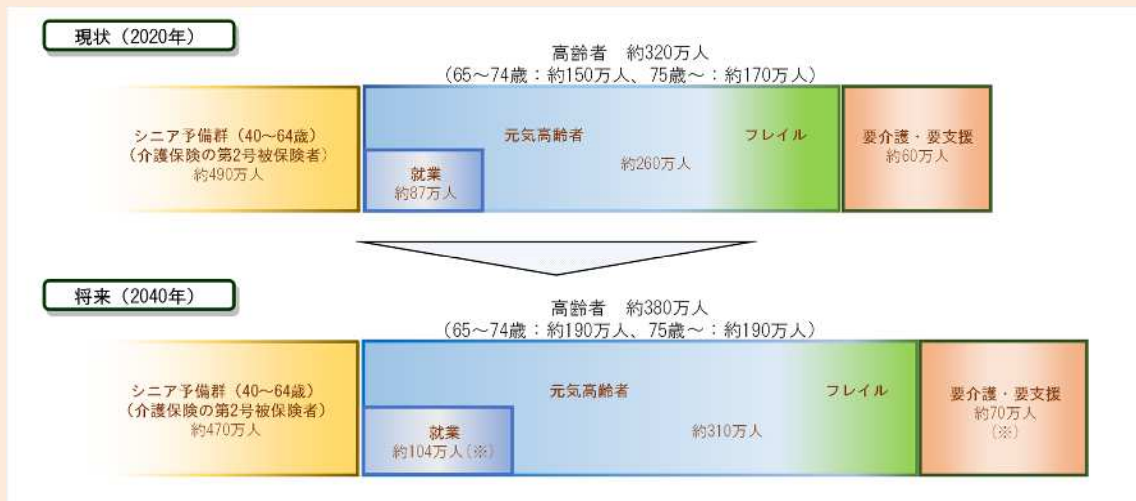 現状（2020年）
高齢者　約320万人
（65～74歳：約150万人、75歳～：約170万人）
シニア予備群（40～64歳）
（介護保険の第2号被保険者）
約490万人
元気高齢者
フレイル
約260万人
就業
約87万人
要介護・要支援
約60万人
将来（2040年）
高齢者　約380万人
（65～74歳：約190万人、75歳～：約190万人）
シニア予備群（40～64歳）
（介護保険の第2号被保険者）
約470万人
元気高齢者
フレイル
約310万人
就業
約104万人(※)
要介護・要支援
約70万人
(※)